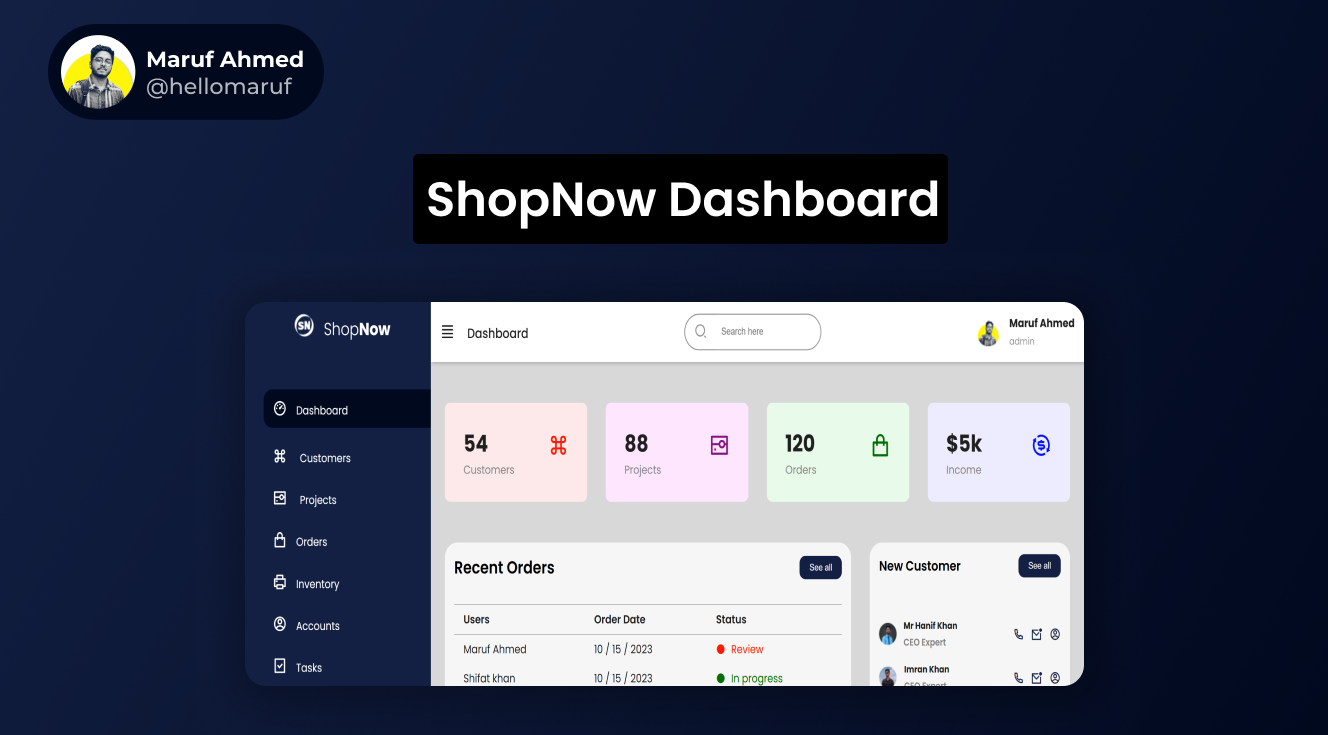 Maruf Ahmed
@hellomaruf
ShopNow Dashboard
SN ShopNow
Dashboard
Search here
Maruf Ahmed
admin
Dashboard
Customers
Projects
Orders
Inventory
Accounts
Tasks
54
Customers
88
Projects
120
Orders
$5k
Income
Recent Orders
See all
Users Order Date Status
Maruf Ahmed 10 / 15 / 2023 Review
Shifat khan 10 / 15 / 2023 In progress
New Customer
See all
Mr Hanif Khan
CEO Expert
Imran Khan
CEO Expert